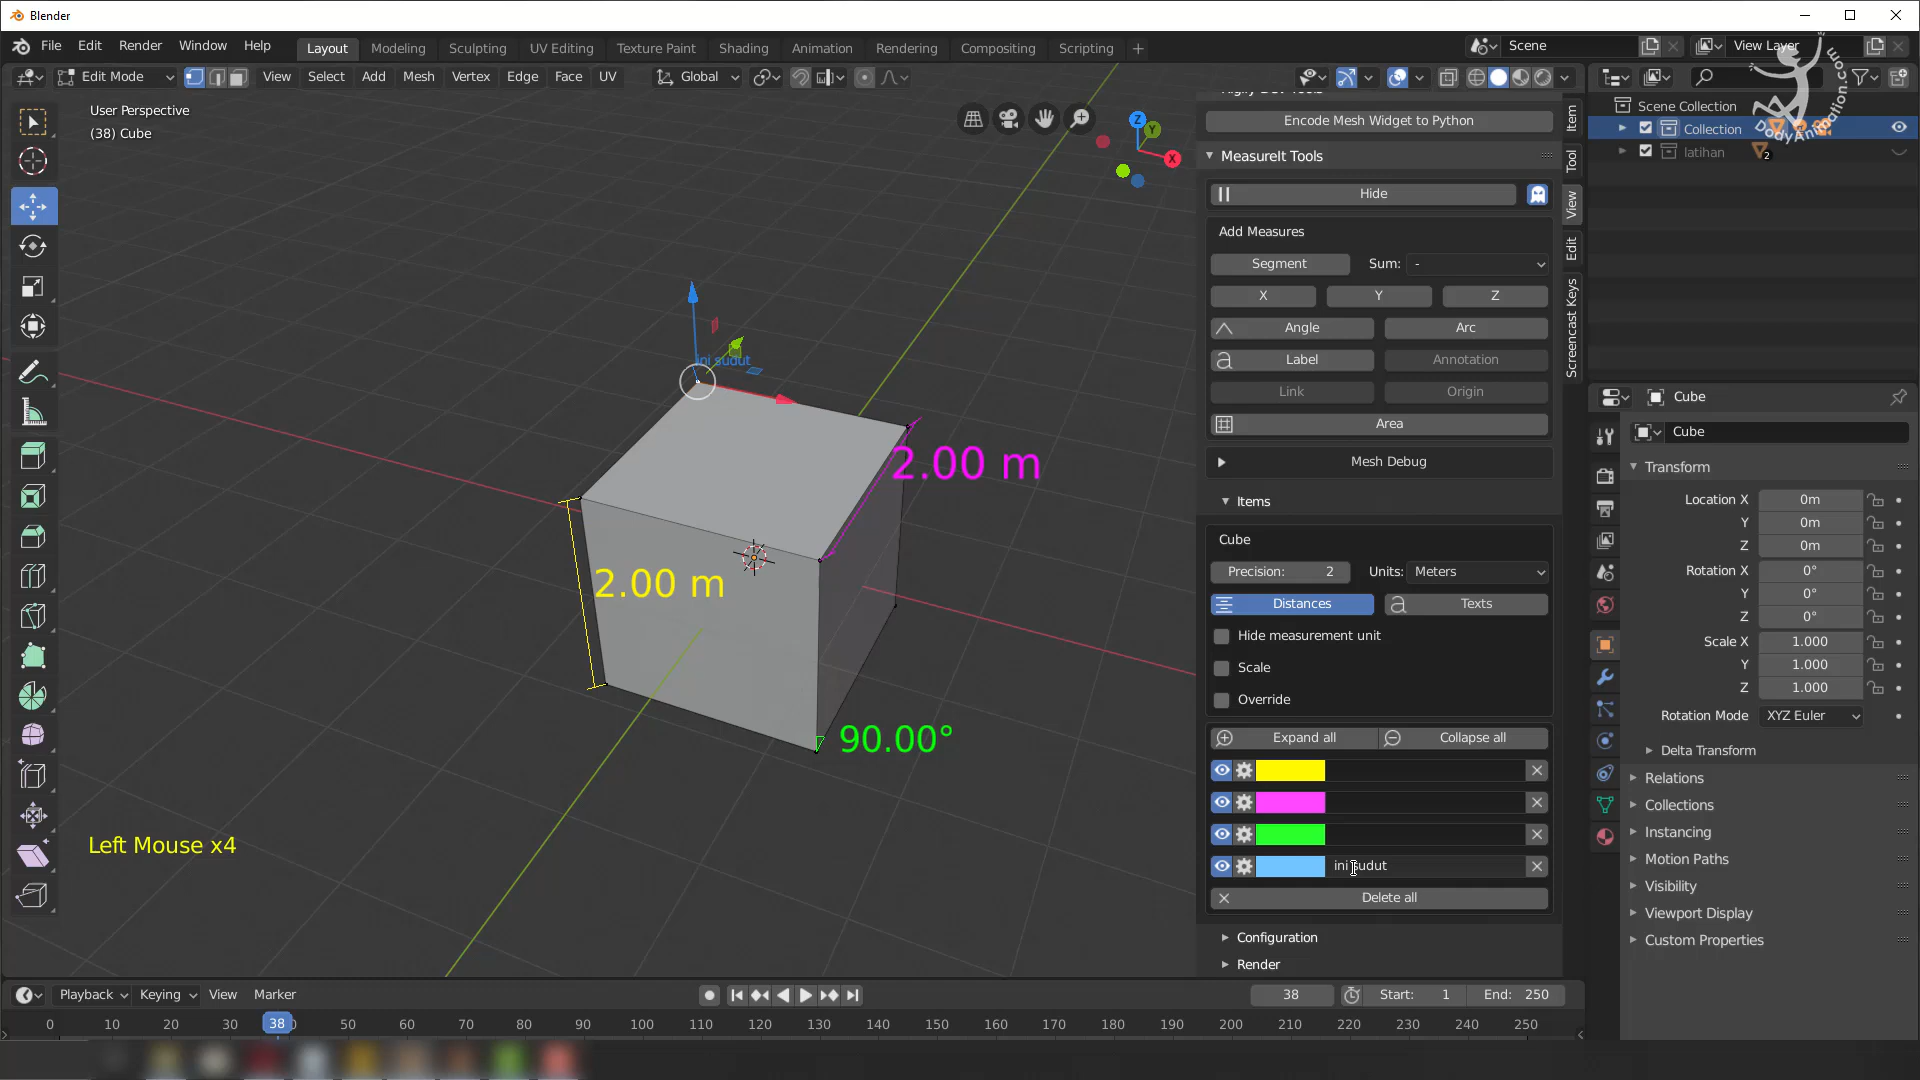 Blender
File Edit Render Window Help
Layout Modeling Sculpting UV Editing Texture Paint Shading Animation Rendering Compositing Scripting +
Scene
View Layer
Edit Mode View Select Add Mesh Vertex Edge Face UV
Global
User Perspective
(38) Cube
Z
Y
X
ini sudut
2.00 m
2.00 m
90.00°
Left Mouse x4
Encode Mesh Widget to Python
MeasureIt Tools
Hide
Add Measures
Segment Sum: -
X Y Z
Angle Arc
Label Annotation
Link Origin
Area
Mesh Debug
Items
Cube
Precision: 2 Units: Meters
Distances Texts
Hide measurement unit
Scale
Override
Expand all Collapse all
ini sudut
Delete all
Configuration
Render
Item
Tool
View
Edit
Screencast Keys
Scene Collection
Collection
latihan
2
DodyAnimation.com
Cube
Cube
Transform
Location X 0m
Y 0m
Z 0m
Rotation X 0°
Y 0°
Z 0°
Scale X 1.000
Y 1.000
Z 1.000
Rotation Mode XYZ Euler
Delta Transform
Relations
Collections
Instancing
Motion Paths
Visibility
Viewport Display
Custom Properties
Playback Keying View Marker
38 Start: 1 End: 250
0 10 20 30 38 50 60 70 80 90 100 110 120 130 140 150 160 170 180 190 200 210 220 230 240 250